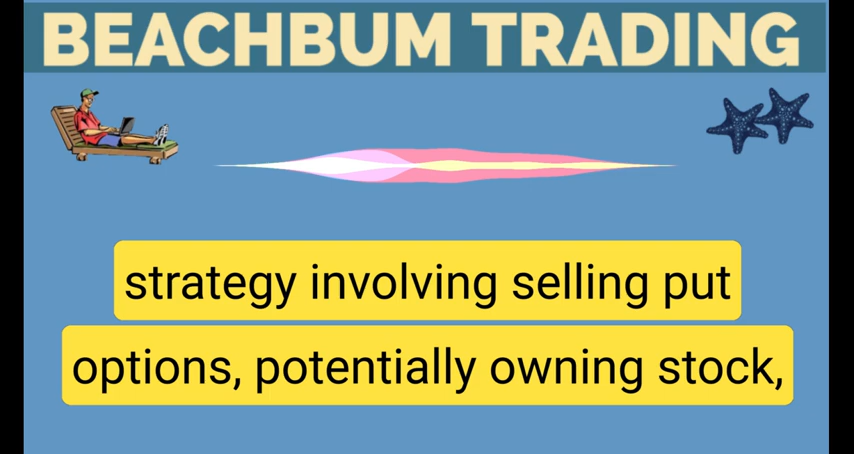 BEACHBUM TRADING
strategy involving selling put
options, potentially owning stock,